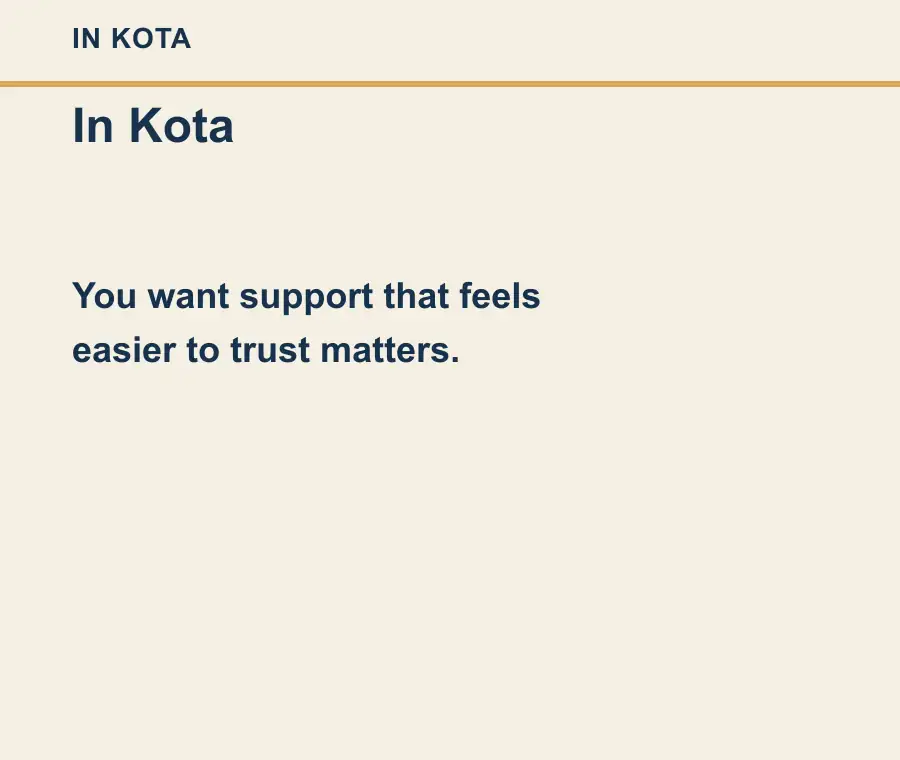 IN KOTA
In Kota
You want support that feels
easier to trust matters.